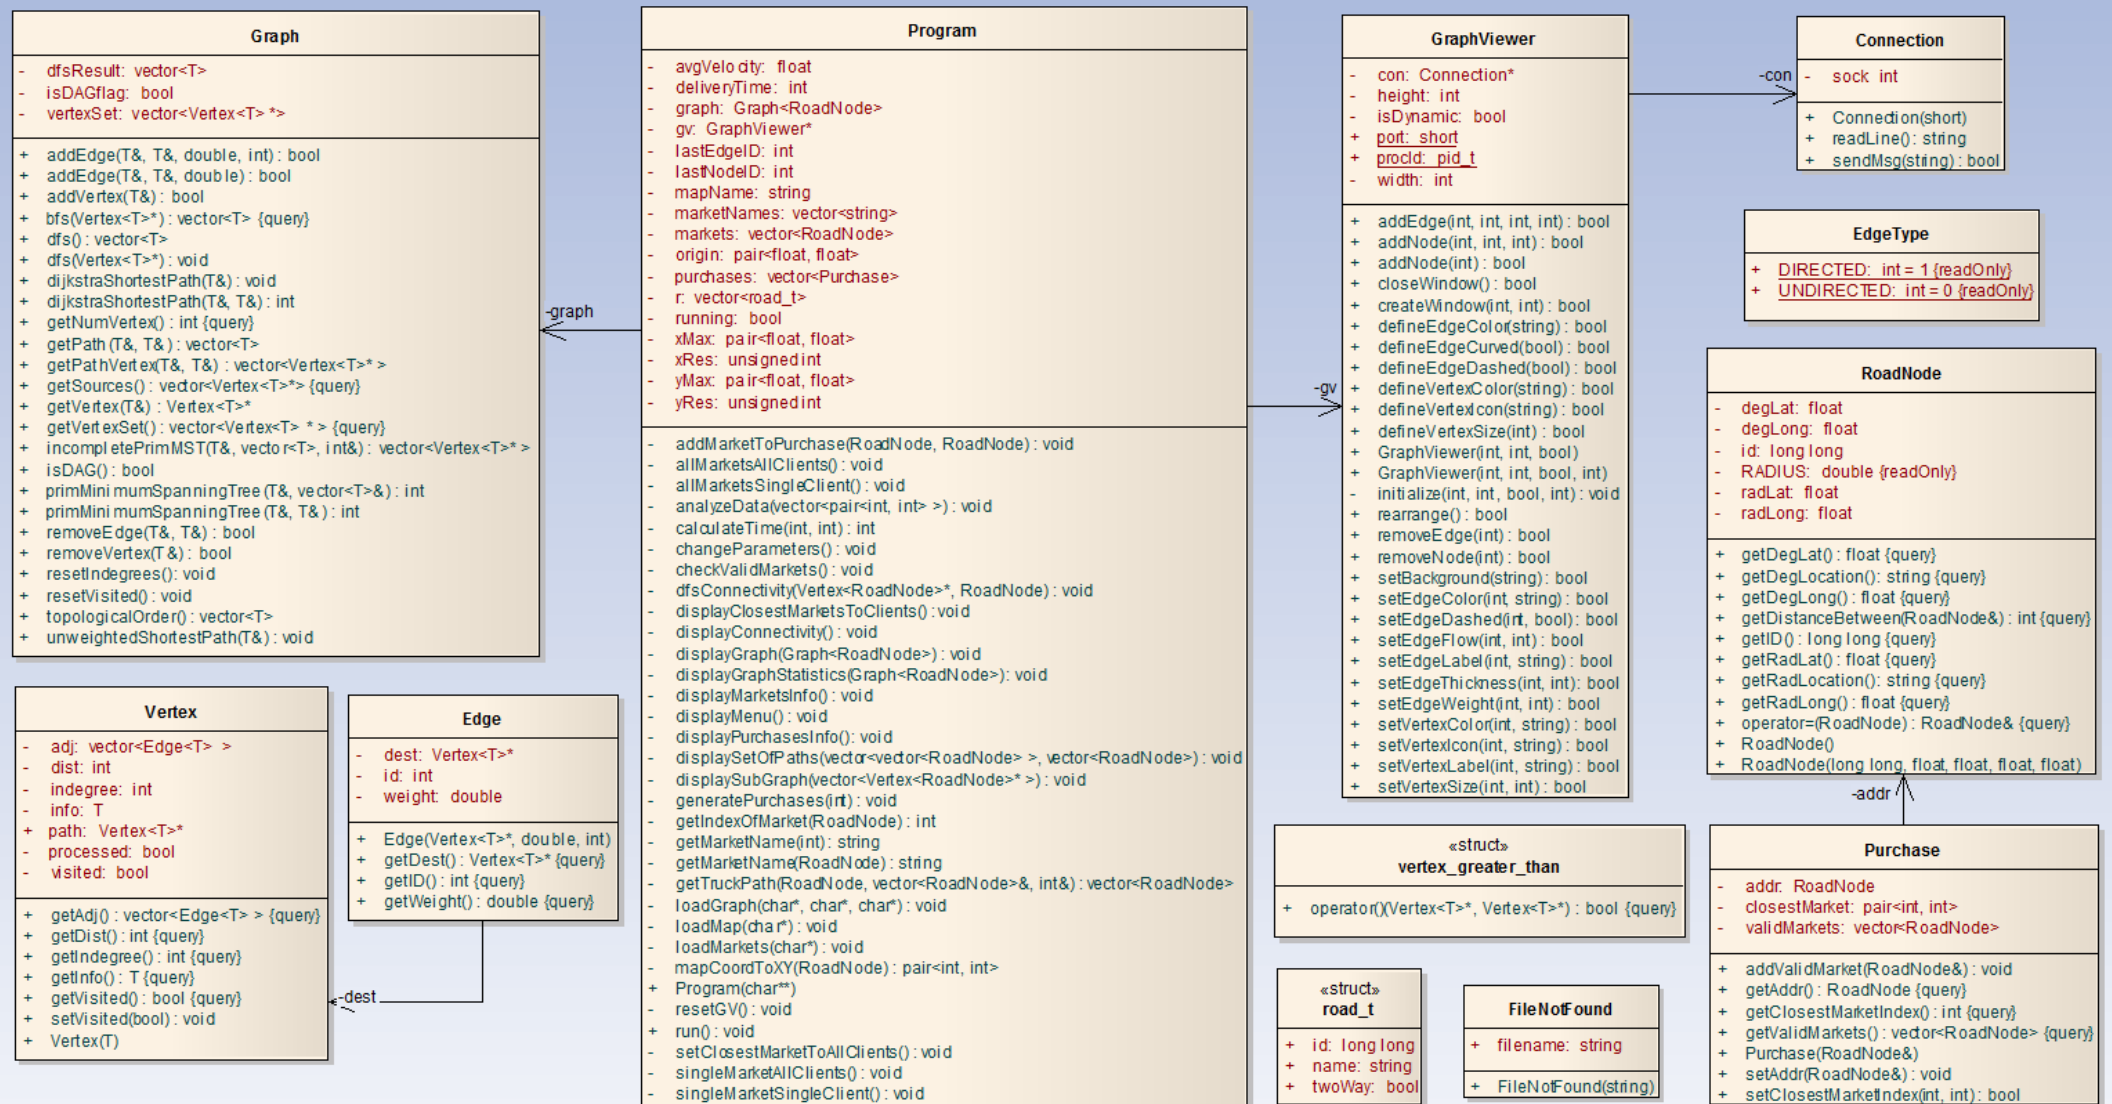 Graph
- dfsResult: vector<T>
- isDAGflag: bool
- vertexSet: vector<Vertex<T> *>
+ addEdge(T&, T&, double, int) : bool
+ addEdge(T&, T&, double) : bool
+ addVertex(T&) : bool
+ bfs(Vertex<T>*) : vector<T> {query}
+ dfs() : vector<T>
+ dfs(Vertex<T>*) : void
+ dijkstraShortestPath(T&) : void
+ dijkstraShortestPath(T&, T&) : int
+ getNumVertex() : int {query}
+ getPath(T&, T&) : vector<T>
+ getPathVertex(T&, T&) : vector<Vertex<T>* >
+ getSources() : vector<Vertex<T>*> {query}
+ getVertex(T&) : Vertex<T>*
+ getVertexSet() : vector<Vertex<T> * > {query}
+ incompletePrimMST(T&, vector<T>, int&) : vector<Vertex<T>* >
+ isDAG() : bool
+ primMinimumSpanningTree(T&, vector<T>&) : int
+ primMinimumSpanningTree(T&, T&) : int
+ removeEdge(T&, T&) : bool
+ removeVertex(T&) : bool
+ resetIndegrees() : void
+ resetVisited() : void
+ topologicalOrder() : vector<T>
+ unweightedShortestPath(T&) : void
-graph
Vertex
- adj: vector<Edge<T> >
- dist: int
- indegree: int
- info: T
+ path: Vertex<T>*
- processed: bool
- visited: bool
+ getAdj() : vector<Edge<T> > {query}
+ getDist() : int {query}
+ getIndegree() : int {query}
+ getInfo() : T {query}
+ getVisited() : bool {query}
+ setVisited(bool) : void
+ Vertex(T)
Edge
- dest: Vertex<T>*
- id: int
- weight: double
+ Edge(Vertex<T>*, double, int)
+ getDest() : Vertex<T>* {query}
+ getID() : int {query}
+ getWeight() : double {query}
-dest
Program
- avgVelocity: float
- deliveryTime: int
- graph: Graph<RoadNode>
- gv: GraphViewer*
- lastEdgeID: int
- lastNodeID: int
- mapName: string
- marketNames: vector<string>
- markets: vector<RoadNode>
- origin: pair<float, float>
- purchases: vector<Purchase>
- r: vector<road_t>
- running: bool
- xMax: pair<float, float>
- xRes: unsigned int
- yMax: pair<float, float>
- yRes: unsigned int
- addMarketToPurchase(RoadNode, RoadNode) : void
- allMarketsAllClients() : void
- allMarketsSingleClient() : void
- analyzeData(vector<pair<int, int> >) : void
- calculateTime(int, int) : int
- changeParameters() : void
- checkValidMarkets() : void
- dfsConnectivity(Vertex<RoadNode>*, RoadNode) : void
- displayClosestMarketsToClients() : void
- displayConnectivity() : void
- displayGraph(Graph<RoadNode>) : void
- displayGraphStatistics(Graph<RoadNode>) : void
- displayMarketsInfo() : void
- displayMenu() : void
- displayPurchasesInfo() : void
- displaySetOfPaths(vector<vector<RoadNode> >, vector<RoadNode>) : void
- displaySubGraph(vector<Vertex<RoadNode>* >) : void
- generatePurchases(int) : void
- getIndexOfMarket(RoadNode) : int
- getMarketName(int) : string
- getMarketName(RoadNode) : string
- getTruckPath(RoadNode, vector<RoadNode>&, int&) : vector<RoadNode>
- loadGraph(char*, char*, char*) : void
- loadMap(char*) : void
- loadMarkets(char*) : void
- mapCoordToXY(RoadNode) : pair<int, int>
+ Program(char**)
- resetGV() : void
+ run() : void
- setClosestMarketToAllClients() : void
- singleMarketAllClients() : void
- singleMarketSingleClient() : void
-gv
GraphViewer
- con: Connection*
- height: int
- isDynamic: bool
+ port: short
+ procId: pid_t
- width: int
+ addEdge(int, int, int, int) : bool
+ addNode(int, int, int) : bool
+ addNode(int) : bool
+ closeWindow() : bool
+ createWindow(int, int) : bool
+ defineEdgeColor(string) : bool
+ defineEdgeCurved(bool) : bool
+ defineEdgeDashed(bool) : bool
+ defineVertexColor(string) : bool
+ defineVertexIcon(string) : bool
+ defineVertexSize(int) : bool
+ GraphViewer(int, int, bool)
+ GraphViewer(int, int, bool, int)
- initialize(int, int, bool, int) : void
+ rearrange() : bool
+ removeEdge(int) : bool
+ removeNode(int) : bool
+ setBackground(string) : bool
+ setEdgeColor(int, string) : bool
+ setEdgeDashed(int, bool) : bool
+ setEdgeFlow(int, int) : bool
+ setEdgeLabel(int, string) : bool
+ setEdgeThickness(int, int) : bool
+ setEdgeWeight(int, int) : bool
+ setVertexColor(int, string) : bool
+ setVertexIcon(int, string) : bool
+ setVertexLabel(int, string) : bool
+ setVertexSize(int, int) : bool
-con
Connection
- sock int
+ Connection(short)
+ readLine() : string
+ sendMsg(string) : bool
EdgeType
+ DIRECTED: int = 1 {readOnly}
+ UNDIRECTED: int = 0 {readOnly}
RoadNode
- degLat: float
- degLong: float
- id: long long
- RADIUS: double {readOnly}
- radLat: float
- radLong: float
+ getDegLat() : float {query}
+ getDegLocation() : string {query}
+ getDegLong() : float {query}
+ getDistanceBetween(RoadNode&) : int {query}
+ getID() : long long {query}
+ getRadLat() : float {query}
+ getRadLocation() : string {query}
+ getRadLong() : float {query}
+ operator=(RoadNode) : RoadNode& {query}
+ RoadNode()
+ RoadNode(long long, float, float, float, float)
-addr
«struct»
vertex_greater_than
+ operator()(Vertex<T>*, Vertex<T>*) : bool {query}
«struct»
road_t
+ id: long long
+ name: string
+ twoWay: bool
FileNotFound
+ filename: string
+ FileNotFound(string)
Purchase
- addr: RoadNode
- closestMarket: pair<int, int>
- validMarkets: vector<RoadNode>
+ addValidMarket(RoadNode&) : void
+ getAddr() : RoadNode {query}
+ getClosestMarketIndex() : int {query}
+ getValidMarkets() : vector<RoadNode> {query}
+ Purchase(RoadNode&)
+ setAddr(RoadNode&) : void
+ setClosestMarketIndex(int, int) : bool